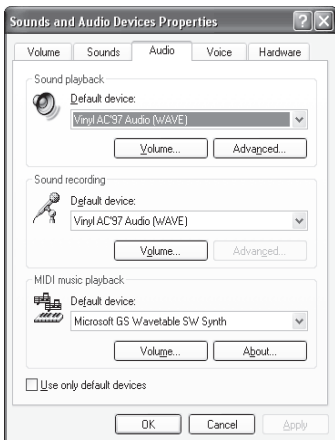 Sounds and Audio Devices Properties
Volume Sounds Audio Voice Hardware
Sound playback
Default device:
Vinyl AC'97 Audio (WAVE)
Volume... Advanced...
Sound recording
Default device:
Vinyl AC'97 Audio (WAVE)
Volume... Advanced...
MIDI music playback
Default device:
Microsoft GS Wavetable SW Synth
Volume... About...
Use only default devices
OK Cancel Apply